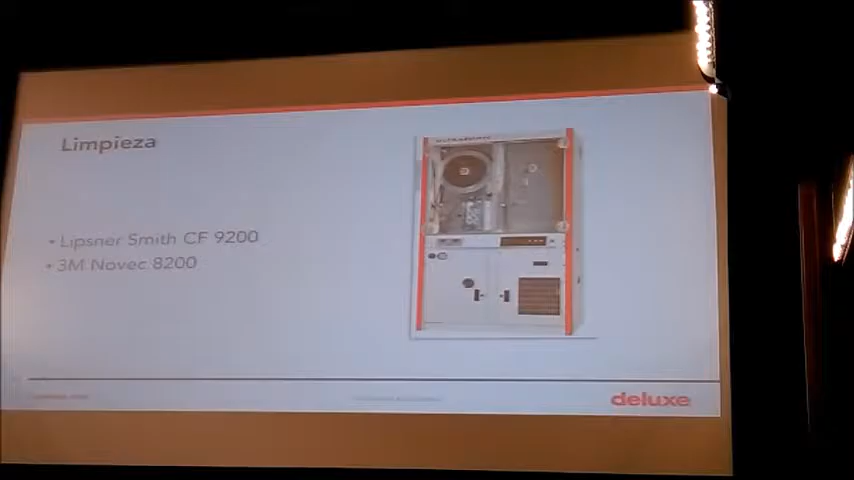 Limpieza
• Lipsner Smith CF 9200
• 3M Novec 8200
deluxe